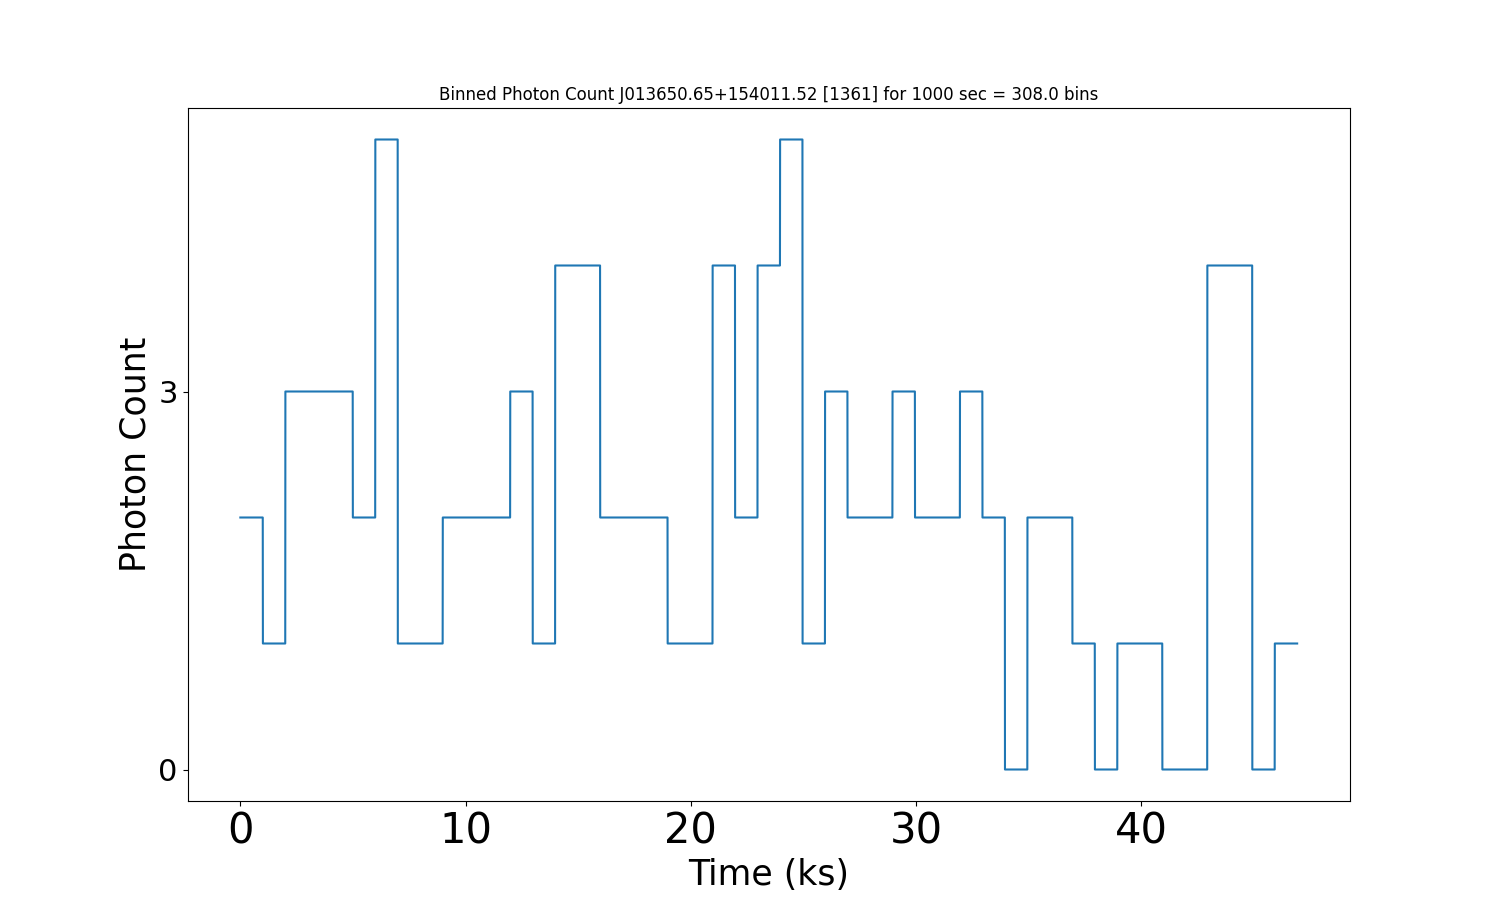 Binned Photon Count J013650.65+154011.52 [1361] for 1000 sec = 308.0 bins
Photon Count
3
0
0 10 20 30 40
Time (ks)